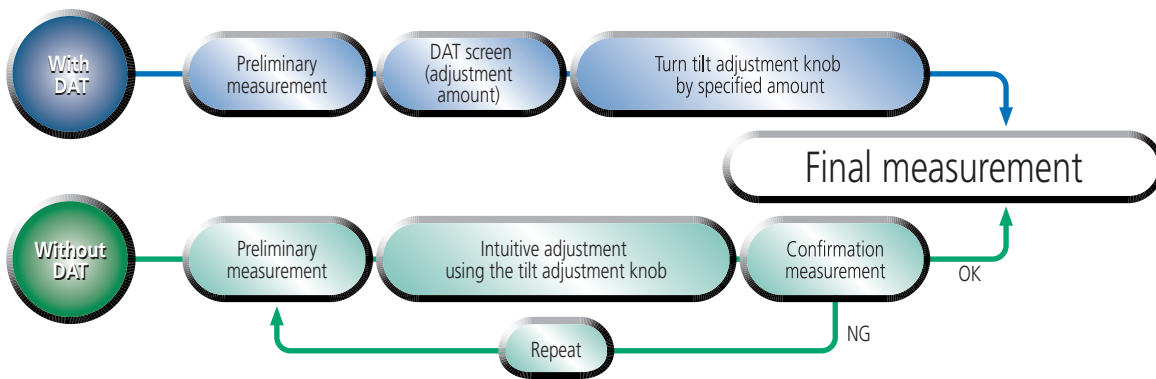 With
DAT
Preliminary
measurement
DAT screen
(adjustment
amount)
Turn tilt adjustment knob
by specified amount
Final measurement
Without
DAT
Preliminary
measurement
Intuitive adjustment
using the tilt adjustment knob
Confirmation
measurement
OK
NG
Repeat